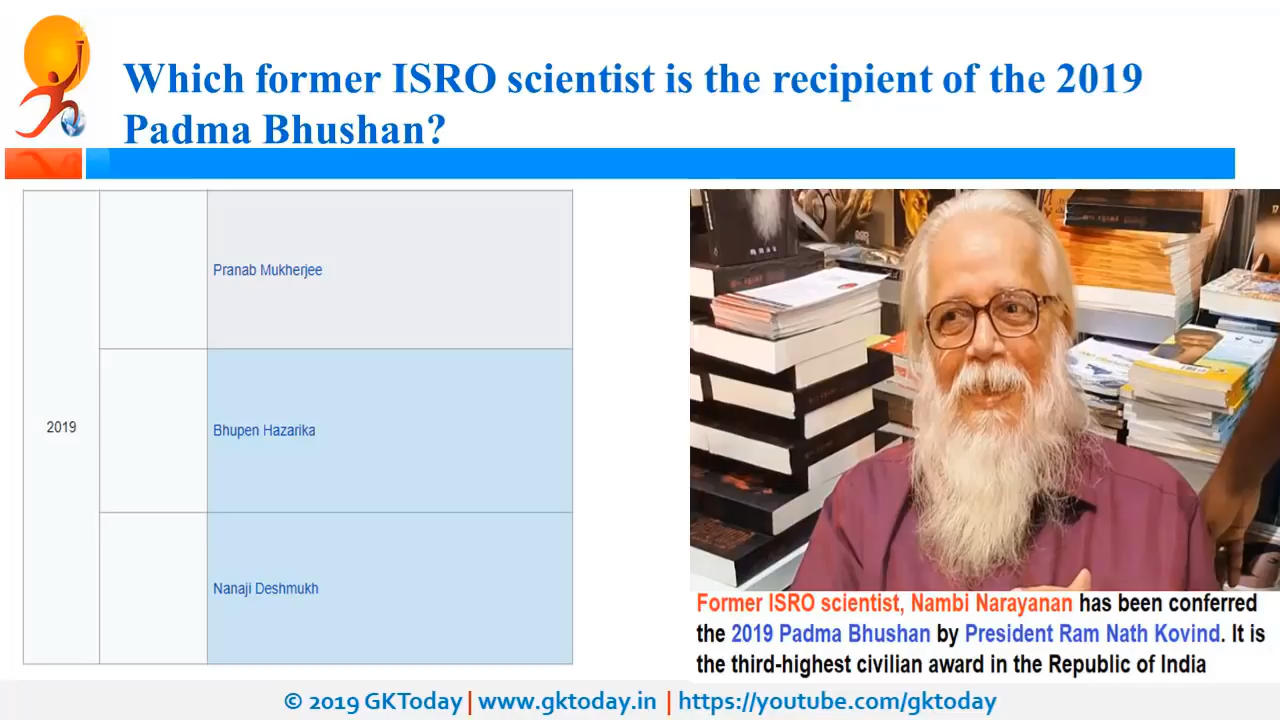 Which former ISRO scientist is the recipient of the 2019
Padma Bhushan?
2019
Pranab Mukherjee
Bhupen Hazarika
Nanaji Deshmukh
Former ISRO scientist, Nambi Narayanan has been conferred
the 2019 Padma Bhushan by President Ram Nath Kovind. It is
the third-highest civilian award in the Republic of India
© 2019 GKToday | www.gktoday.in | https://youtube.com/gktoday